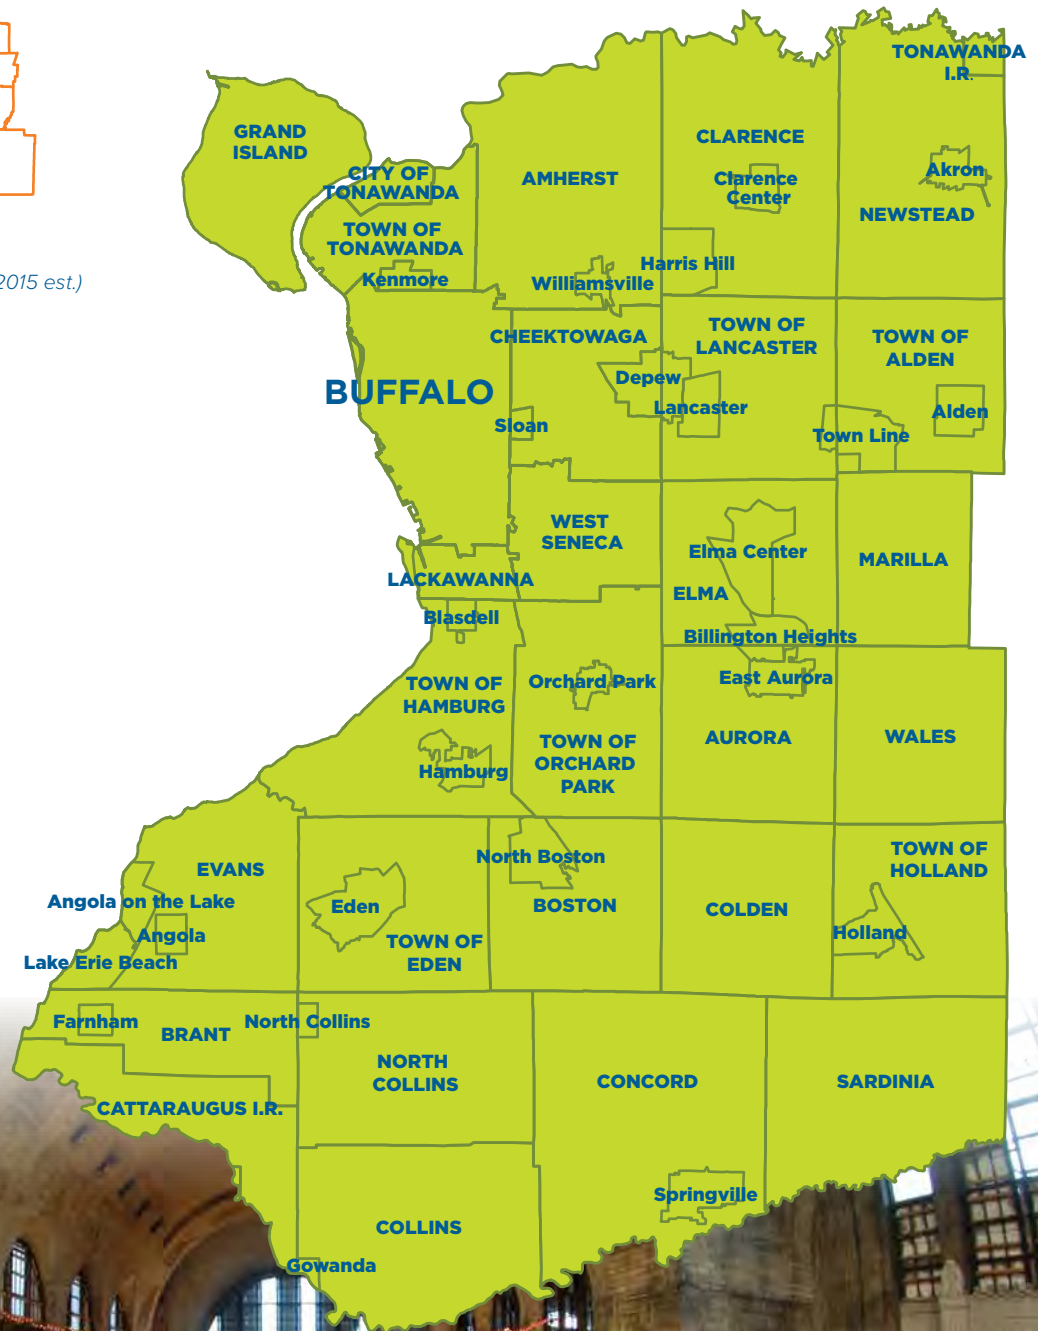 TONAWANDA
I.R.
GRAND
ISLAND
CLARENCE
CITY OF
TONAWANDA
AMHERST
Clarence
Center
Akron
NEWSTEAD
TOWN OF
TONAWANDA
Harris Hill
Kenmore
Williamsville
2015 est.)
CHEEKTOWAGA
TOWN OF
LANCASTER
TOWN OF
ALDEN
BUFFALO
Depew
Lancaster
Alden
Sloan
Town Line
WEST
SENECA
Elma Center
MARILLA
LACKAWANNA
ELMA
Blasdell
Billington Heights
TOWN OF
HAMBURG
Orchard Park
East Aurora
TOWN OF
ORCHARD
PARK
AURORA
WALES
Hamburg
North Boston
TOWN OF
HOLLAND
EVANS
Angola on the Lake
Eden
BOSTON
COLDEN
Angola
Holland
TOWN OF
EDEN
Lake Erie Beach
Farnham
North Collins
BRANT
NORTH
COLLINS
CONCORD
SARDINIA
CATTARAUGUS I.R.
Springville
COLLINS
Gowanda